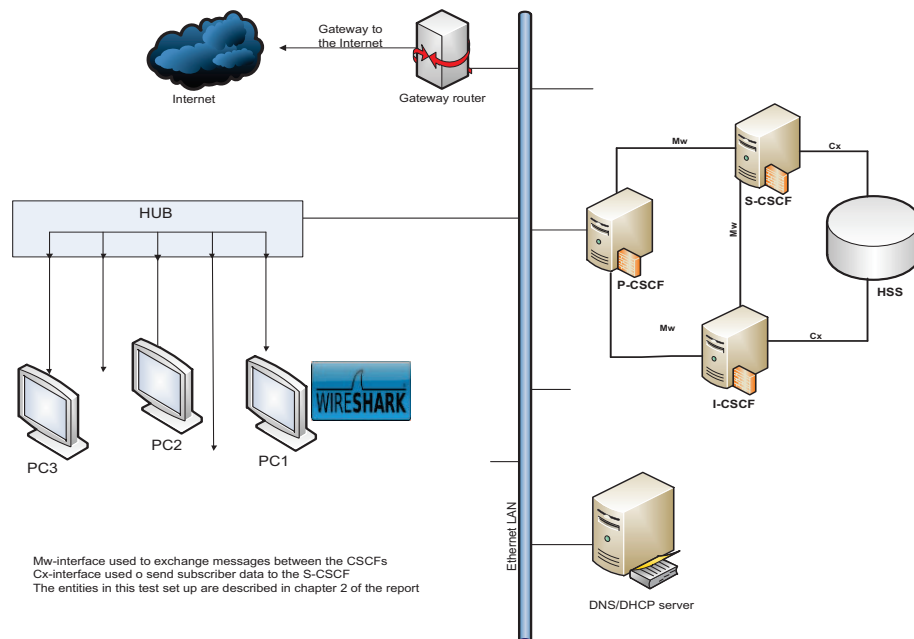 Gateway to
the Internet
Internet
Gateway router
Mw
Cx
S-CSCF
HUB
Mw
P-CSCF
HSS
Mw
Cx
I-CSCF
WIRESHARK
PC3
PC2
PC1
Ethernet LAN
Mw-interface used to exchange messages between the CSCFs
Cx-interface used o send subscriber data to the S-CSCF
The entities in this test set up are described in chapter 2 of the report
DNS/DHCP server